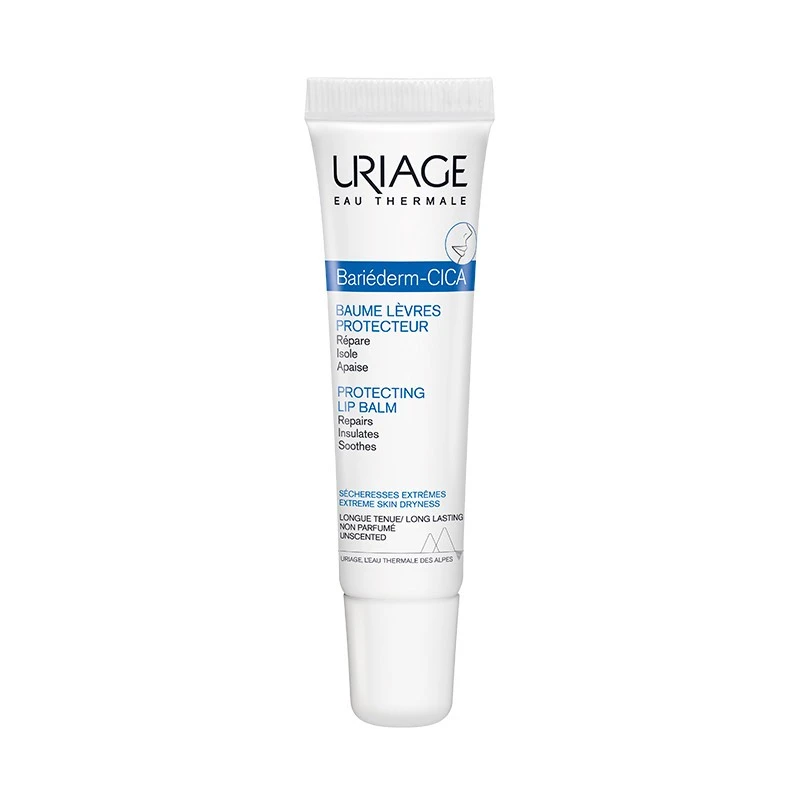 URIAGE
EAU THERMALE
Bariéderm-CICA
BAUME LÈVRES
PROTECTEUR
Répare
Isole
Apaise
PROTECTING
LIP BALM
Repairs
Insulates
Soothes
SÉCHERESSES EXTRÊMES
EXTREME SKIN DRYNESS
LONGUE TENUE/ LONG LASTING
NON PARFUMÉ
UNSCENTED
URIAGE, L'EAU THERMALE DES ALPES